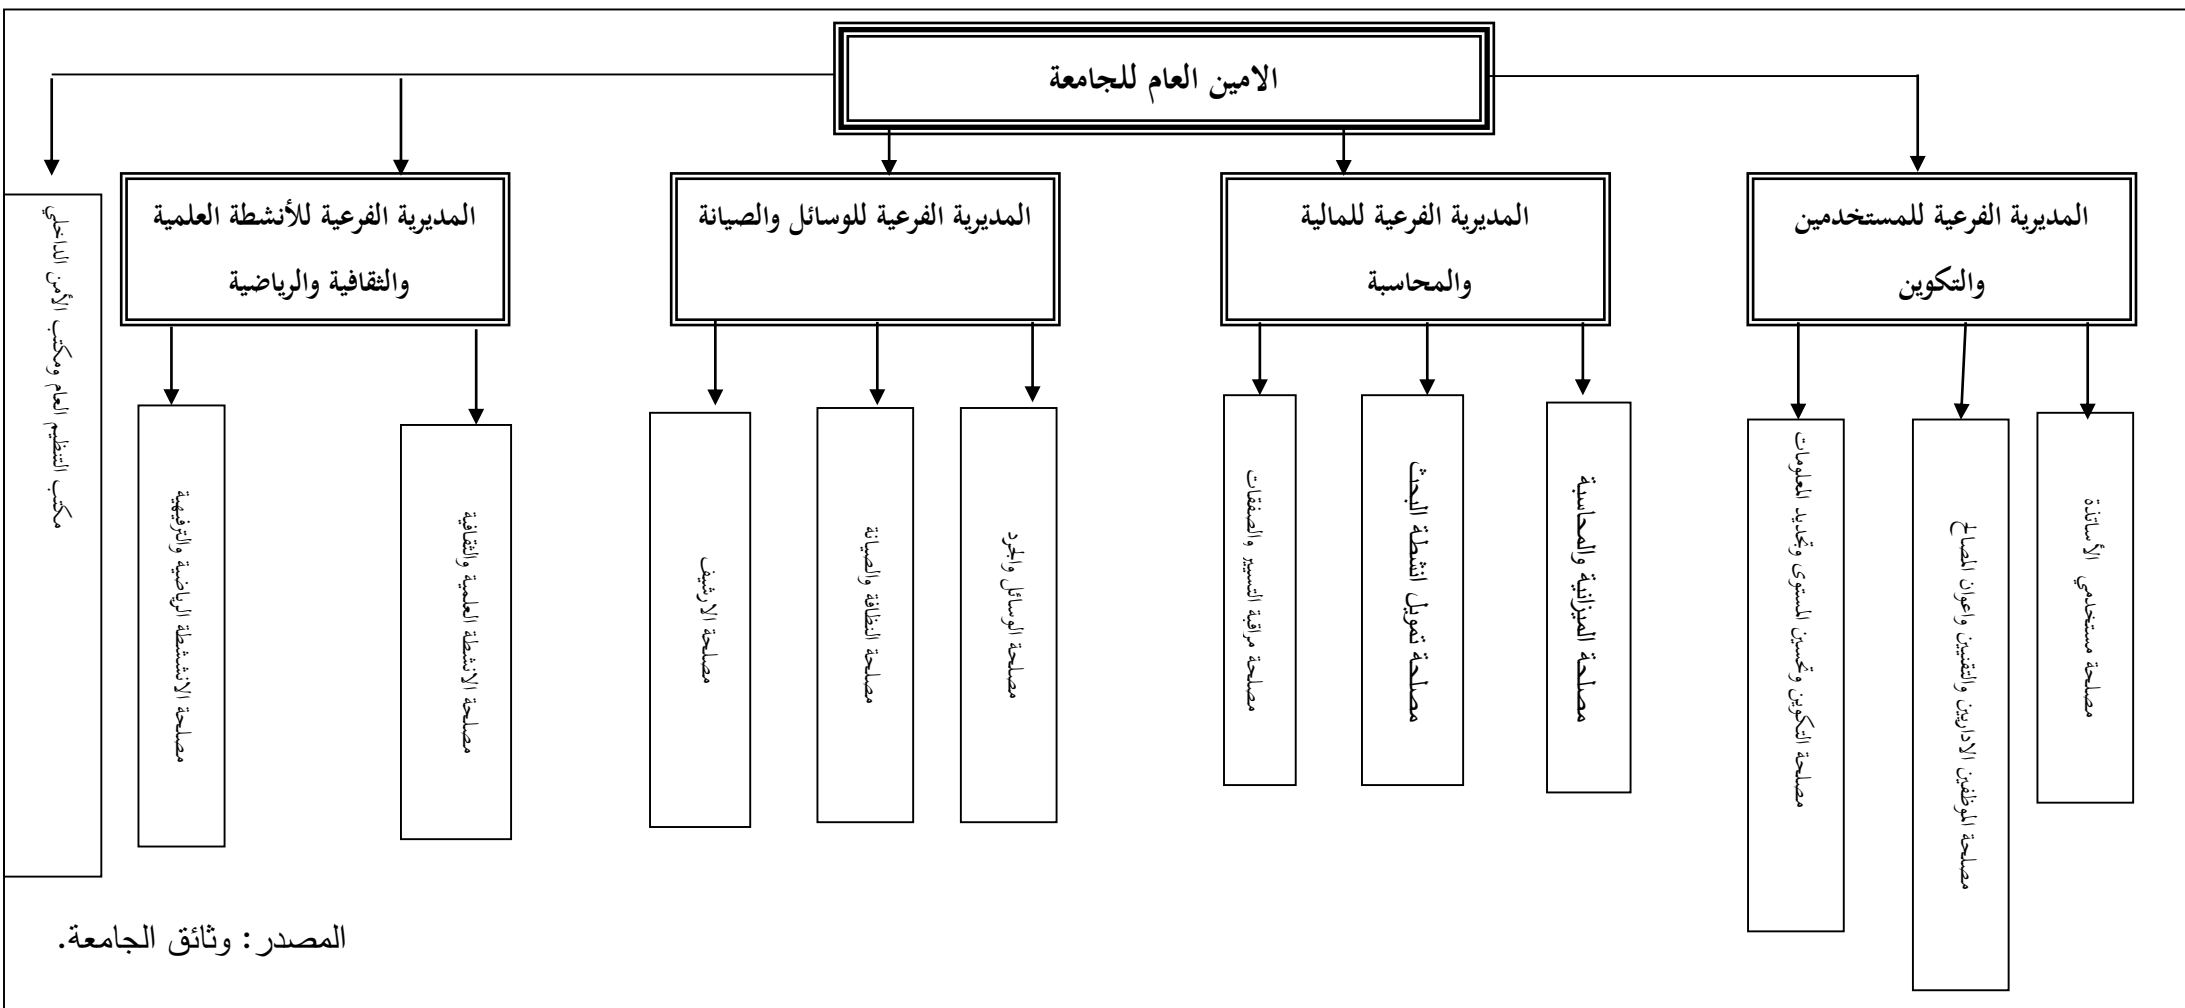 الامين العام للجامعة
المديرية الفرعية للمستخدمين
والتكوين
المديرية الفرعية للمالية
والمحاسبة
المديرية الفرعية للوسائل والصيانة
المديرية الفرعية للأنشطة العلمية
والثقافية والرياضية
مكتب التنظيم العام ومكتب الأمن الداخلي
مصلحة مستخدمي الأساتذة
مصلحة الموظفين الاداريين والتقنيين واعوان المصالح
مصلحة التكوين وتحسين المستوى وتجديد المعلومات
مصلحة الميزانية والمحاسبة
مصلحة تمويل انشطة البحث
مصلحة مراقبة التسيير والصفقات
مصلحة الوسائل والجرد
مصلحة النظافة والصيانة
مصلحة الارشيف
مصلحة الانشطة العلمية والثقافية
مصلحة الانششطة الرياضية والترفيهية
المصدر: وثائق الجامعة.